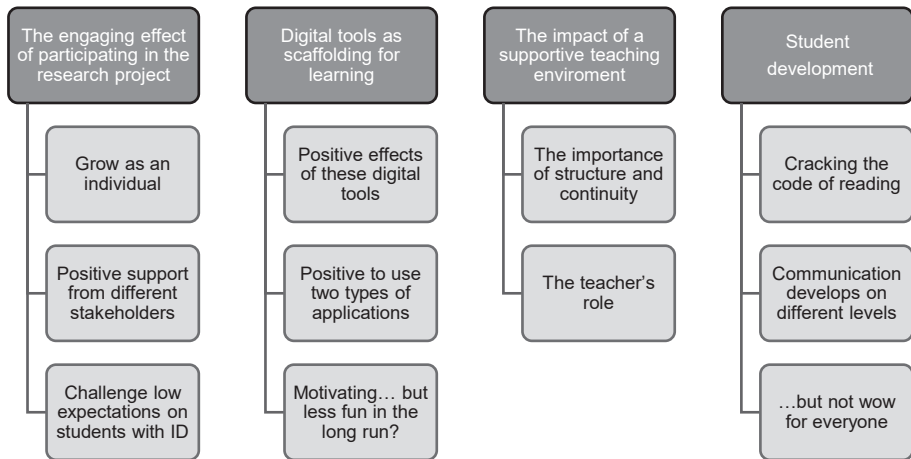 The engaging effect
of participating in the
research project
Grow as an
individual
Positive support
from different
stakeholders
Challenge low
expectations on
students with ID
Digital tools as
scaffolding for
learning
Positive effects
of these digital
tools
Positive to use
two types of
applications
Motivating… but
less fun in the
long run?
The impact of a
supportive teaching
enviroment
The importance
of structure and
continuity
The teacher's
role
Student
development
Cracking the
code of reading
Communication
develops on
different levels
…but not wow
for everyone